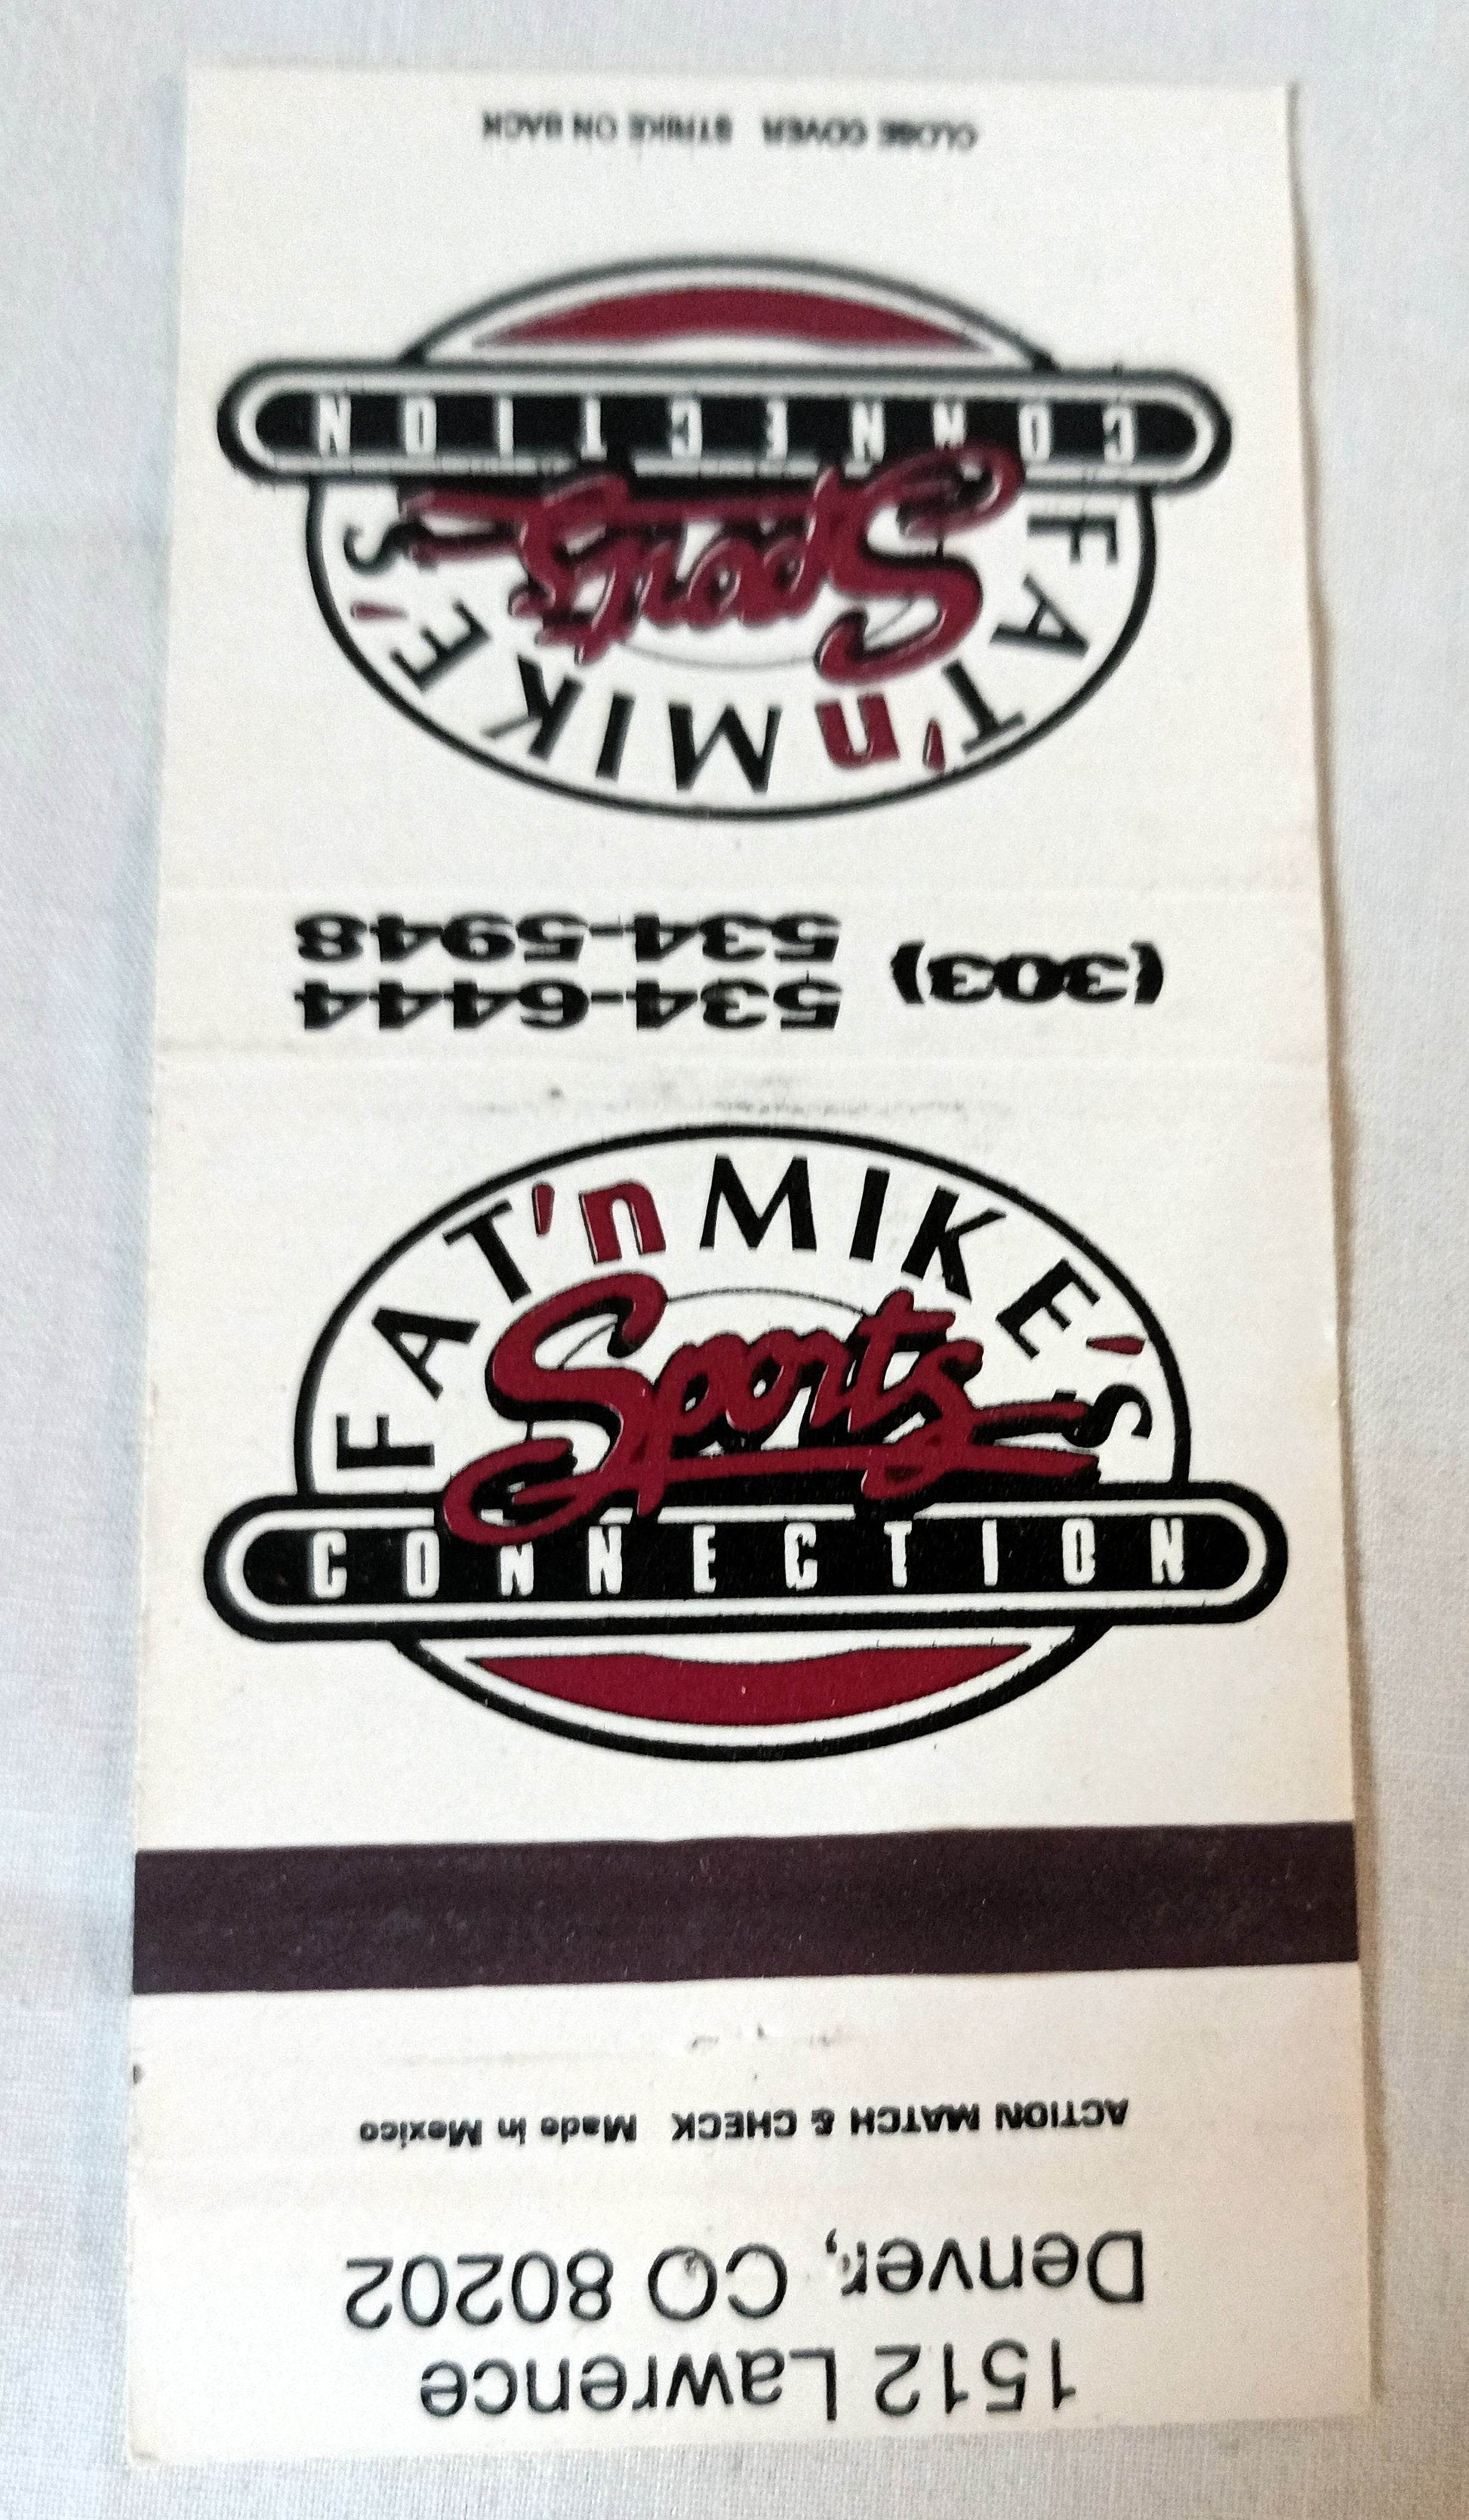 CLOSE COVER STRIKE ON BACK
FAT'n MIKE'S
Sports
CONNECTION
(303) 534-6444
534-5948
FAT'n MIKE'S
Sports
CONNECTION
ACTION MATCH & CHECK Made in Mexico
1512 Lawrence
Denver, CO 80202